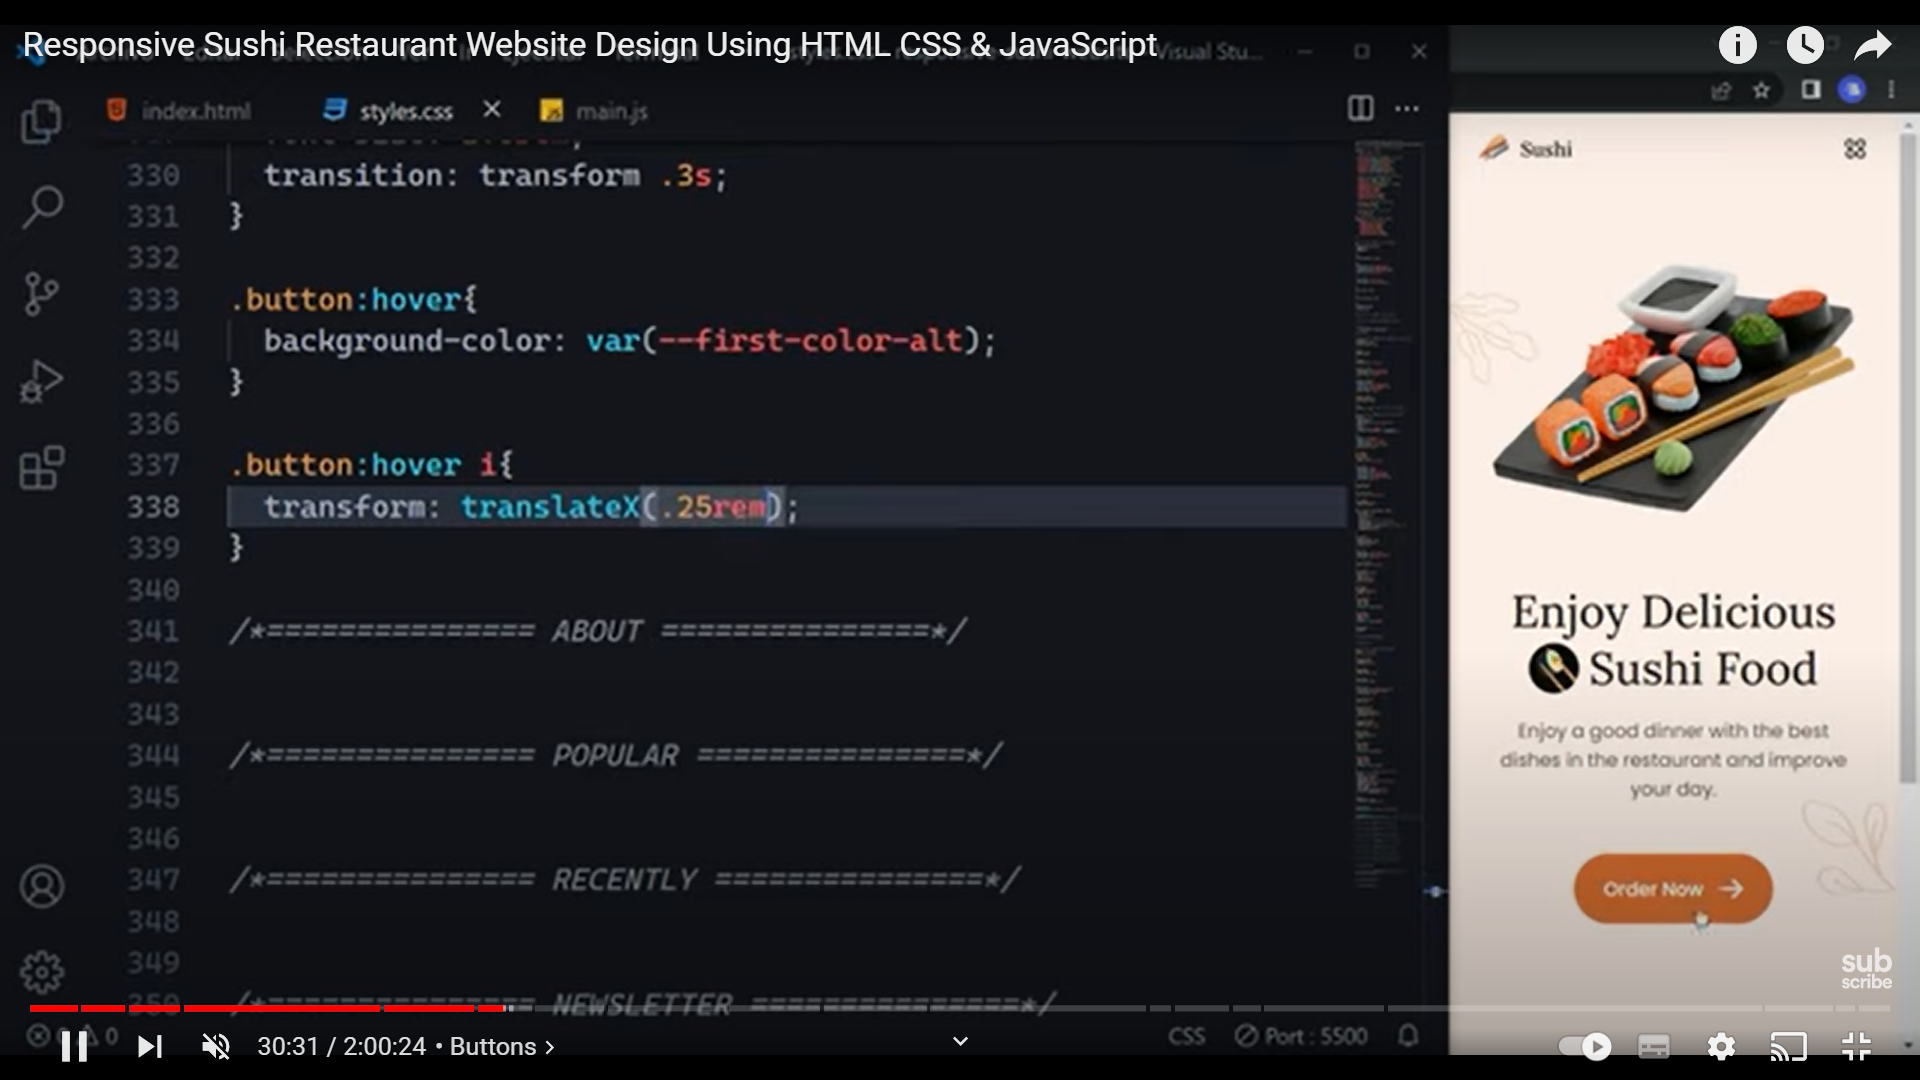 Responsive Sushi Restaurant Website Design Using HTML CSS & JavaScript
Visual Stu...
index.html
styles.css
main.js
330 transition: transform .3s;
331 }
332
333 .button:hover{
334 background-color: var(--first-color-alt);
335 }
336
337 .button:hover i{
338 transform: translateX(.25rem);
339 }
340
341 /*=============== ABOUT ===============*/
342
343
344 /*=============== POPULAR ===============*/
345
346
347 /*=============== RECENTLY ===============*/
348
349
350 /*=============== NEWSLETTER ===============*/
CSS
Port : 5500
30:31 / 2:00:24 • Buttons
Sushi
Enjoy Delicious
Sushi Food
Enjoy a good dinner with the best
dishes in the restaurant and improve
your day.
Order Now
sub
scribe